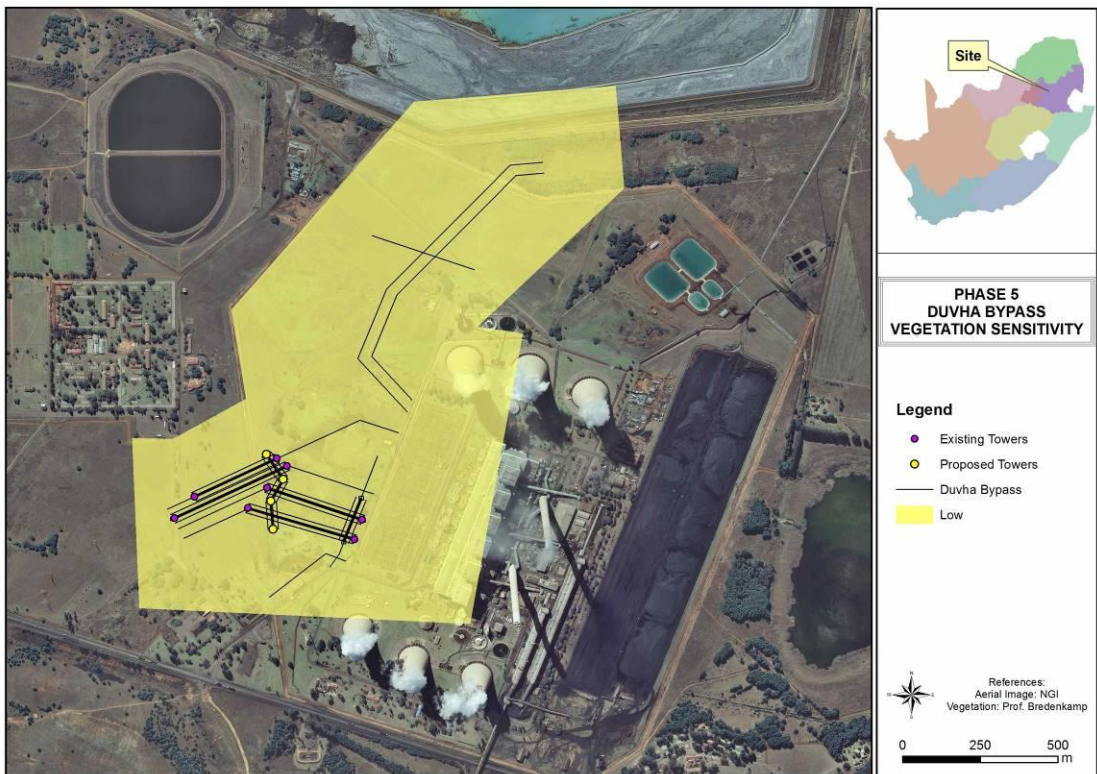 Site
PHASE 5
DUVHA BYPASS
VEGETATION SENSITIVITY
Legend
Existing Towers
Proposed Towers
Duvha Bypass
Low
N
W
E
S
References:
Aerial Image: NGI
Vegetation: Prof. Bredenkamp
0 250 500
m